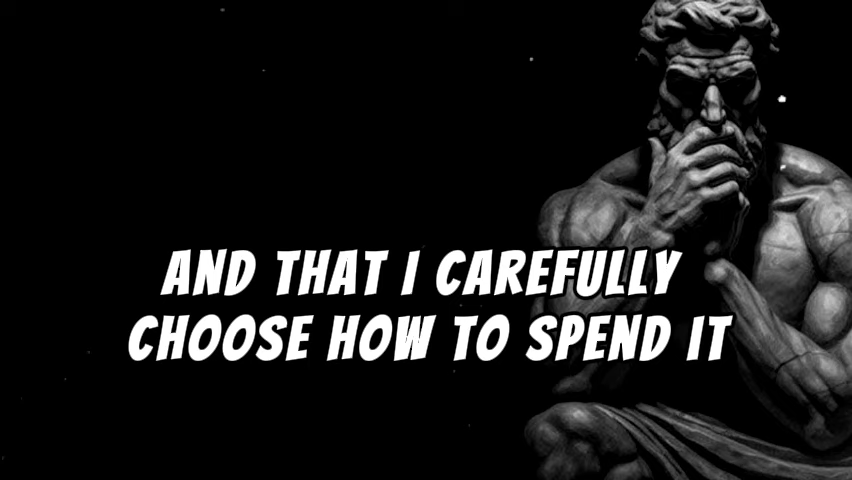 AND THAT I CAREFULLY
CHOOSE HOW TO SPEND IT